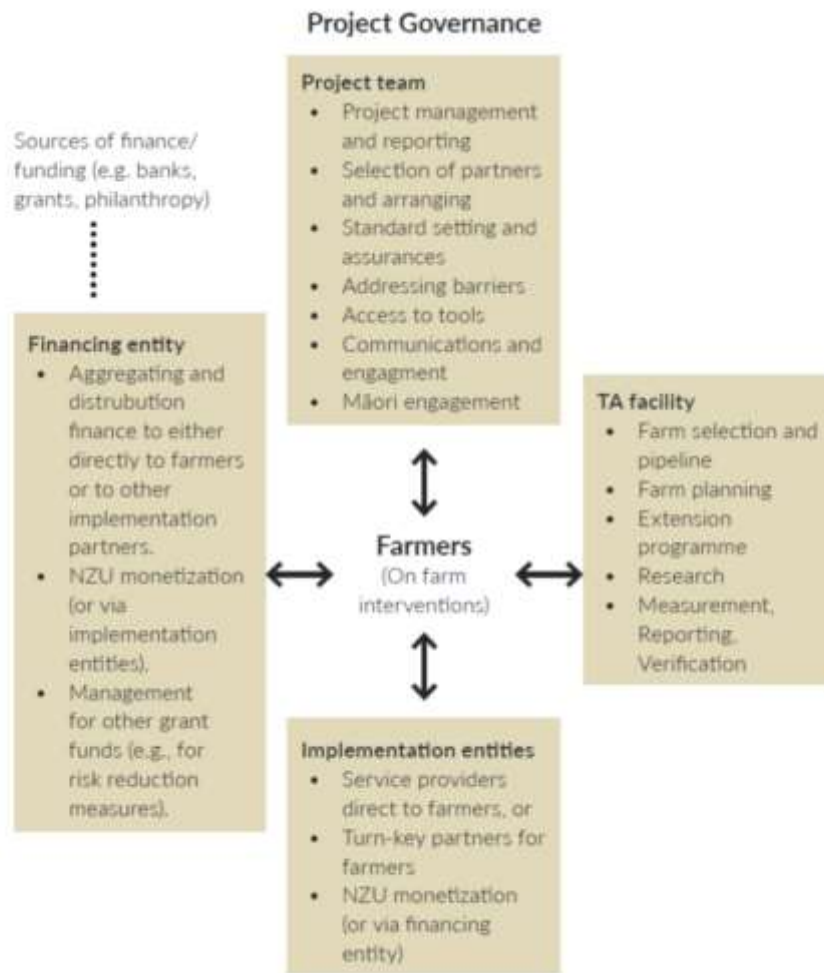 Project Governance
Project team
• Project management
and reporting
• Selection of partners
and arranging
• Standard setting and
assurances
• Addressing barriers
• Access to tools
• Communications and
engagment
• Māori engagement
Sources of finance/
funding (e.g. banks,
grants, philanthropy)
Financing entity
• Aggregating and
distrubution
finance to either
directly to farmers
or to other
implementation
partners.
• NZU monetization
(or via
implementation
entities).
• Management
for other grant
funds (e.g., for
risk reduction
measures).
Farmers
(On farm
interventions)
TA facility
• Farm selection and
pipeline
• Farm planning
• Extension
programme
• Research
• Measurement,
Reporting,
Verification
Implementation entities
• Service providers
direct to farmers, or
• Turn-key partners for
farmers
• NZU monetization
(or via financing
entity)